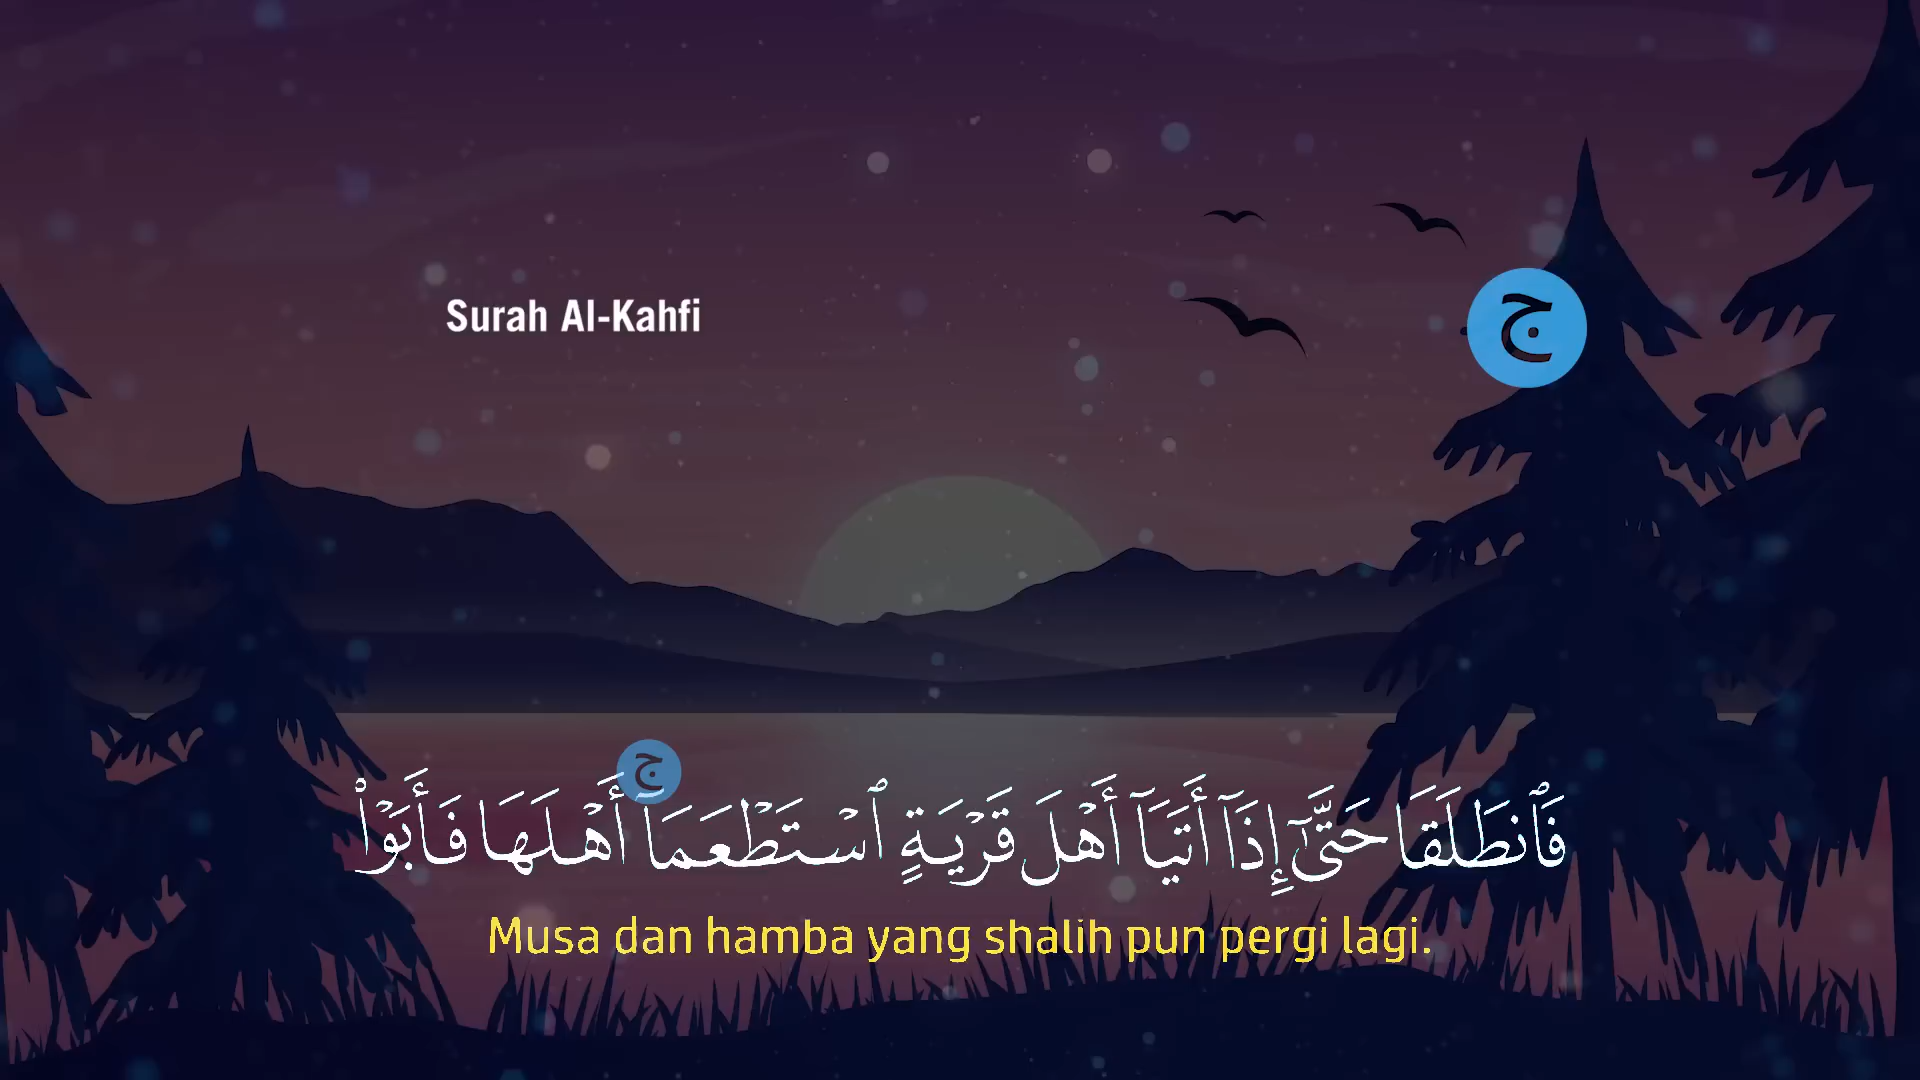 Surah Al-Kahfi
ج
ج
فَٱنطَلَقَا حَتَّىٰٓ إِذَآ أَتَيَآ أَهْلَ قَرْيَةٍ ٱسْتَطْعَمَآ أَهْلَهَا فَأَبَوْا۟
Musa dan hamba yang shalih pun pergi lagi.